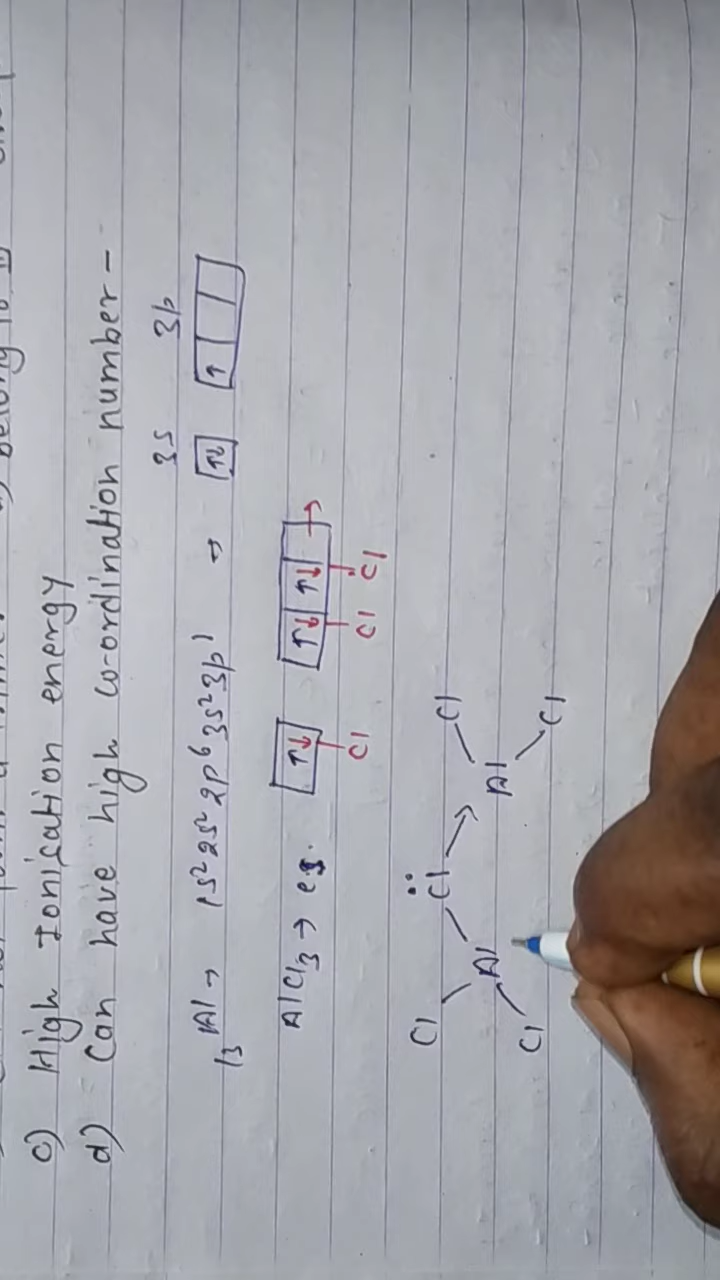 c) High Ionisation energy
d) Can have high co-ordination number -
3s 3p
₁₃Al → 1s² 2s² 2p⁶ 3s² 3p¹ → ↑↓ ↑
AlCl₃ → e.s. ↑↓ ↑↓ ↑↓ →
Cl Cl Cl
Cl Cl Cl
Al Al
Cl Cl